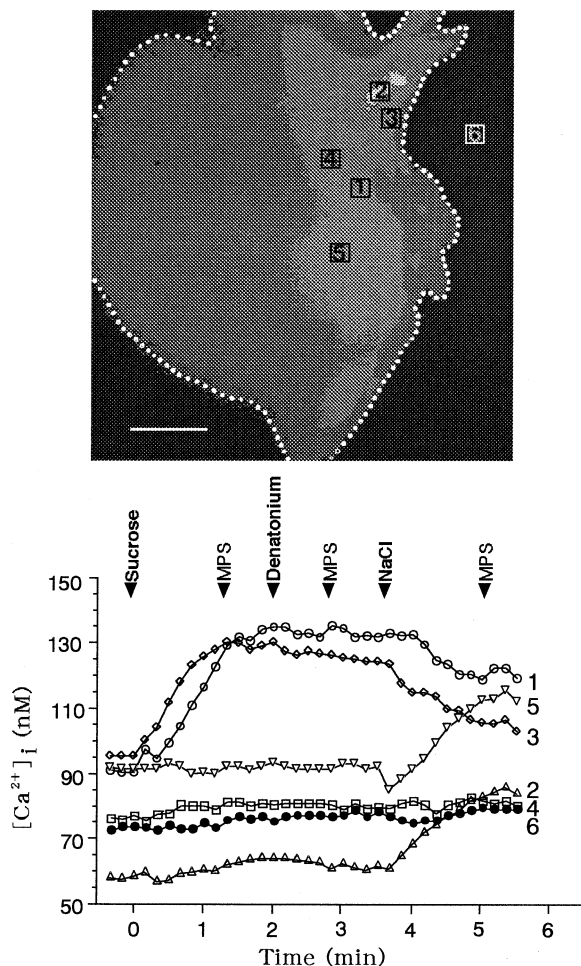 2
3
6
4
1
5
Sucrose
MPS
Denatonium
MPS
NaCl
MPS
150
130
110
90
70
50
[Ca²⁺]ᵢ (nM)
1
5
3
2
4
6
0 1 2 3 4 5 6
Time (min)